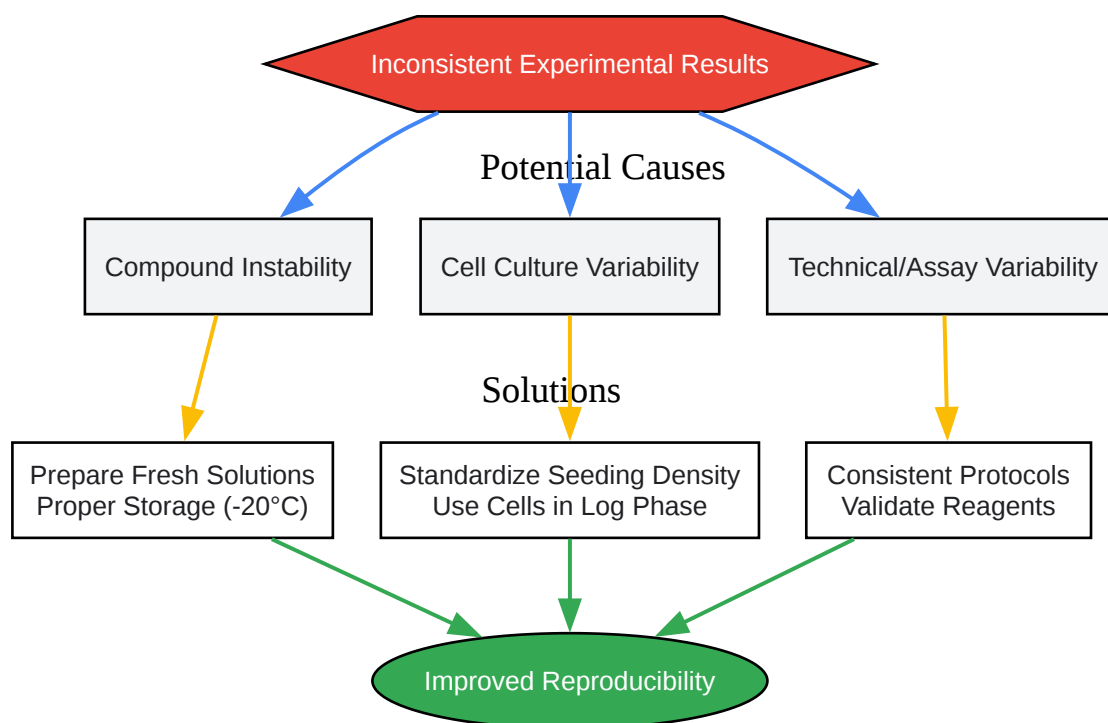 Inconsistent Experimental Results
Potential Causes
Compound Instability
Cell Culture Variability
Technical/Assay Variability
Solutions
Prepare Fresh Solutions
Proper Storage (-20°C)
Standardize Seeding Density
Use Cells in Log Phase
Consistent Protocols
Validate Reagents
Improved Reproducibility